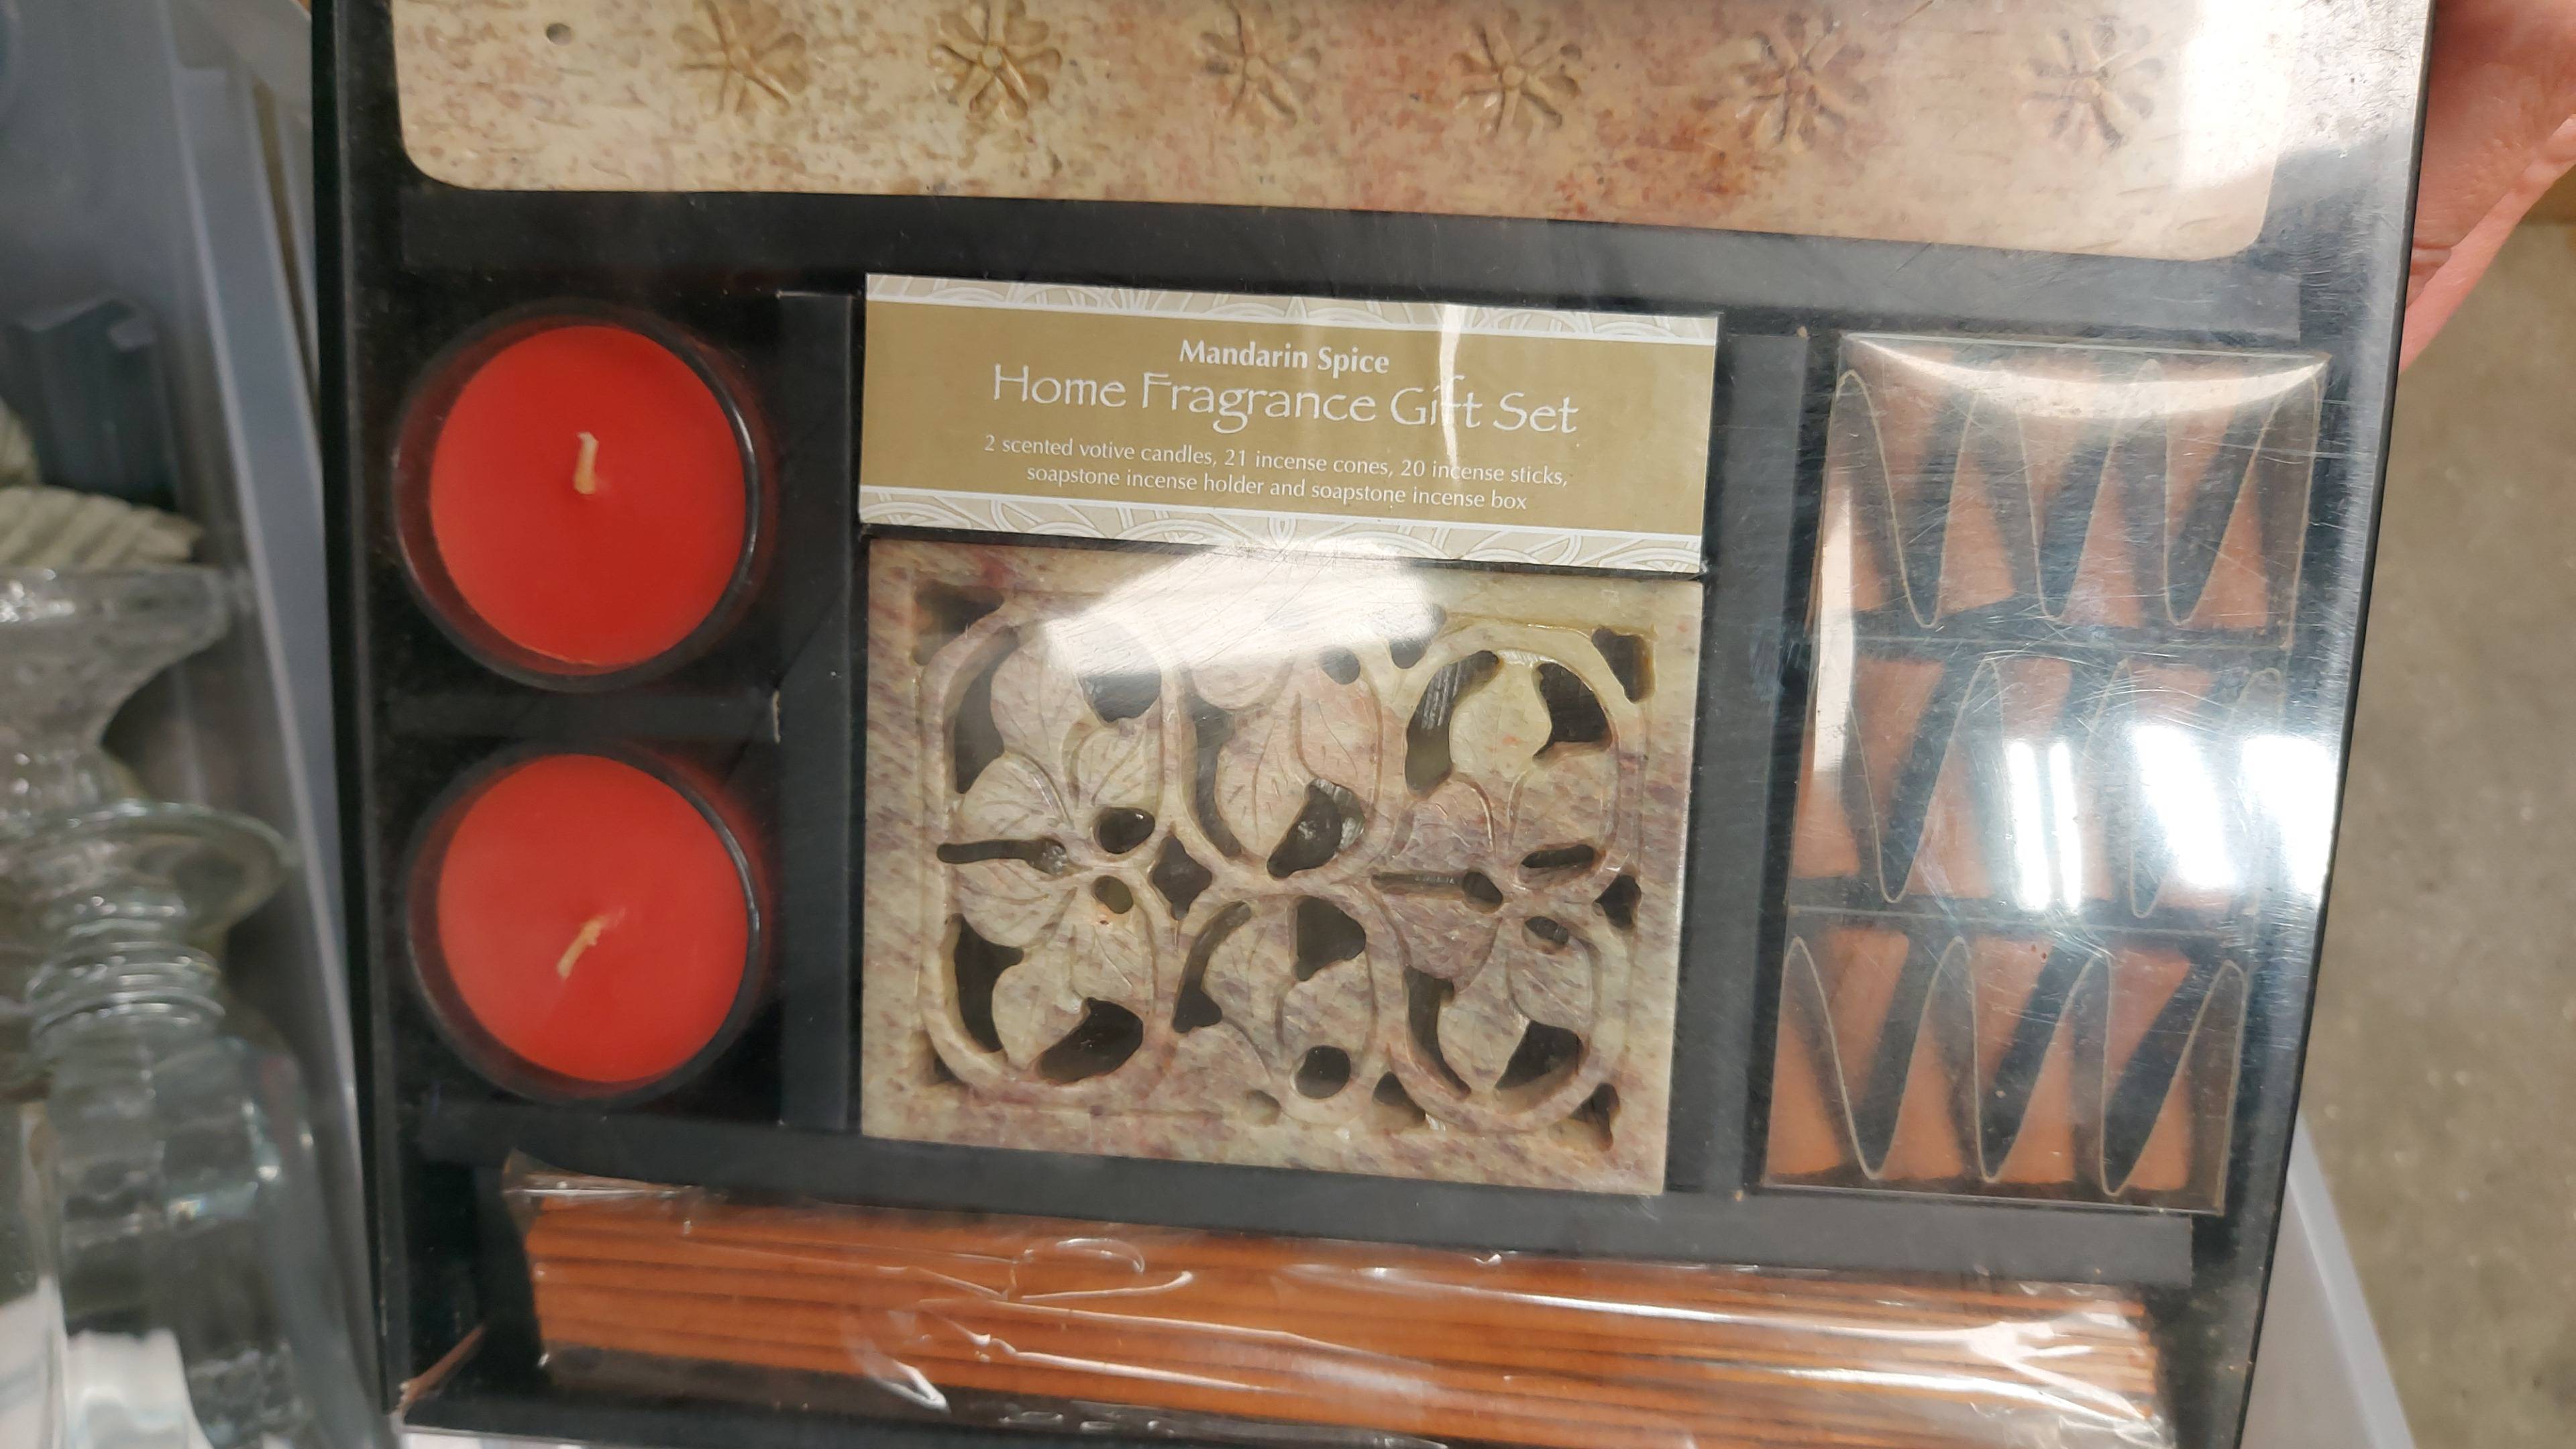 Mandarin Spice
Home Fragrance Gift Set
2 scented votive candles, 21 incense cones, 20 incense sticks,
soapstone incense holder and soapstone incense box